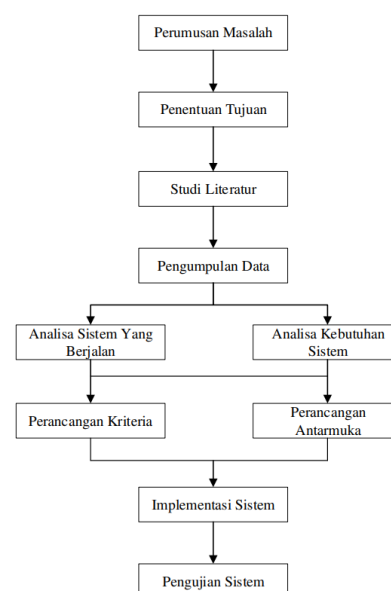 Perumusan Masalah
Penentuan Tujuan
Studi Literatur
Pengumpulan Data
Analisa Sistem Yang
Berjalan
Analisa Kebutuhan
Sistem
Perancangan Kriteria
Perancangan
Antarmuka
Implementasi Sistem
Pengujian Sistem